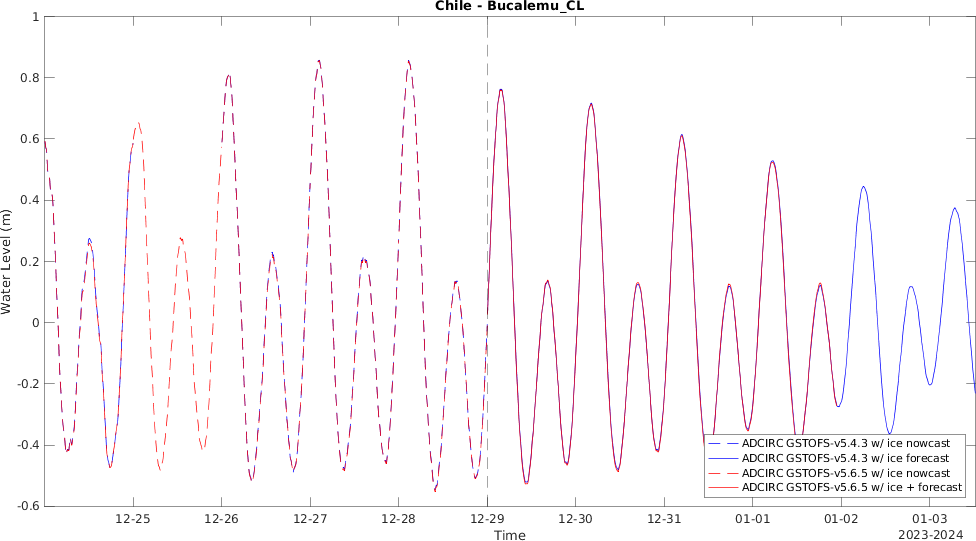 Chile - Bucalemu_CL
1
0.8
0.6
0.4
0.2
0
-0.2
-0.4
-0.6
Water Level (m)
ADCIRC GSTOFS-v5.4.3 w/ ice nowcast
ADCIRC GSTOFS-v5.4.3 w/ ice forecast
ADCIRC GSTOFS-v5.6.5 w/ ice nowcast
ADCIRC GSTOFS-v5.6.5 w/ ice + forecast
12-25 12-26 12-27 12-28 12-29 12-30 12-31 01-01 01-02 01-03
Time
2023-2024